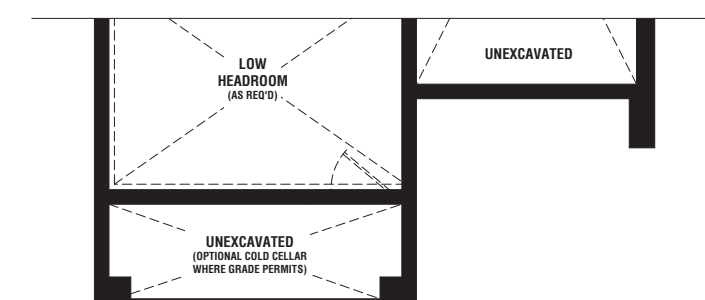 LOW
HEADROOM
(AS REQ'D)
UNEXCAVATED
UNEXCAVATED
(OPTIONAL COLD CELLAR
WHERE GRADE PERMITS)